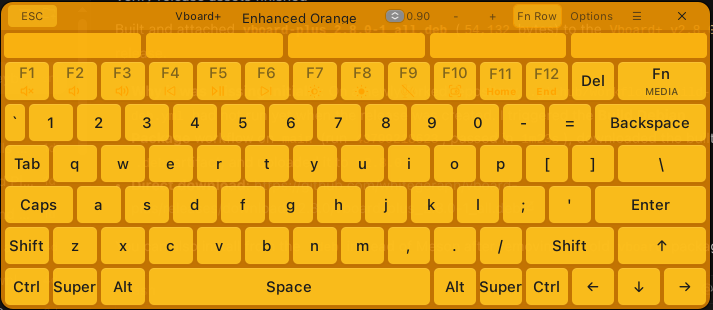 ESC Vboard+ Enhanced Orange 0.90 - + Fn Row Options ☰ ✕
F1 F2 F3 F4 F5 F6 F7 F8 F9 F10 F11 F12 Del Fn
Home End MEDIA
` 1 2 3 4 5 6 7 8 9 0 - = Backspace
Tab q w e r t y u i o p [ ] \
Caps a s d f g h j k l ; ' Enter
Shift z x c v b n m , . / Shift ↑
Ctrl Super Alt Space Alt Super Ctrl ← ↓ →